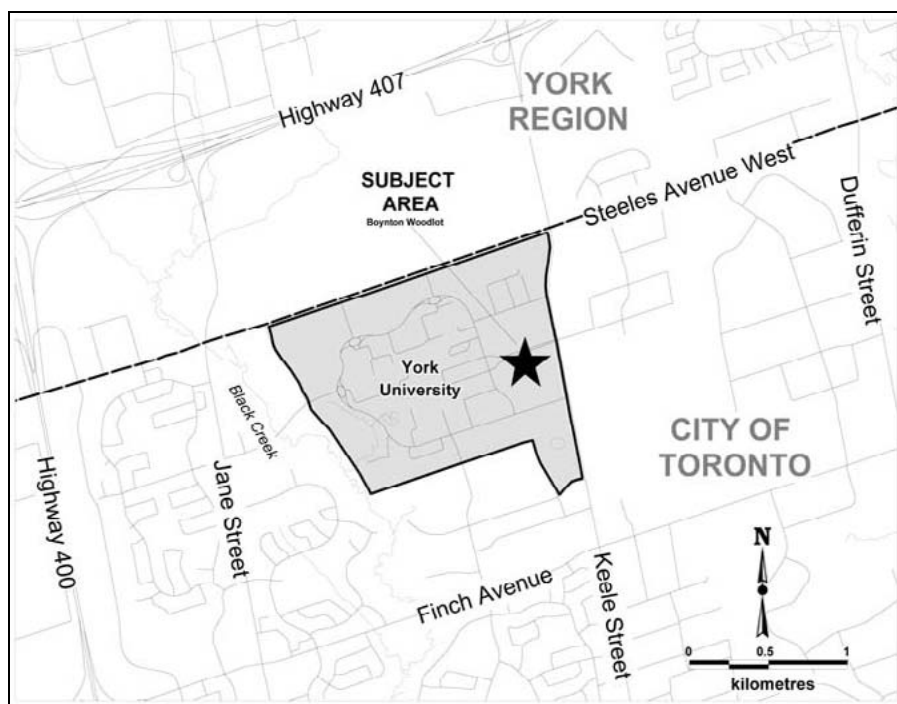 Highway 407
YORK
REGION
SUBJECT
AREA
Boynton Woodlot
Steeles Avenue West
Dufferin Street
York
University
Black Creek
CITY OF
TORONTO
Highway 400
Jane Street
Finch Avenue
Keele Street
N
0 0.5 1
kilometres